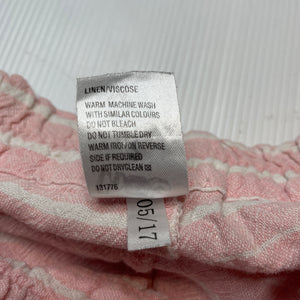 LINEN/VISCOSE
WARM MACHINE WASH
WITH SIMILAR COLOURS
DO NOT BLEACH
DO NOT TUMBLE DRY
WARM IRON ON REVERSE
SIDE IF REQUIRED
DO NOT DRYCLEAN
131776
05/17